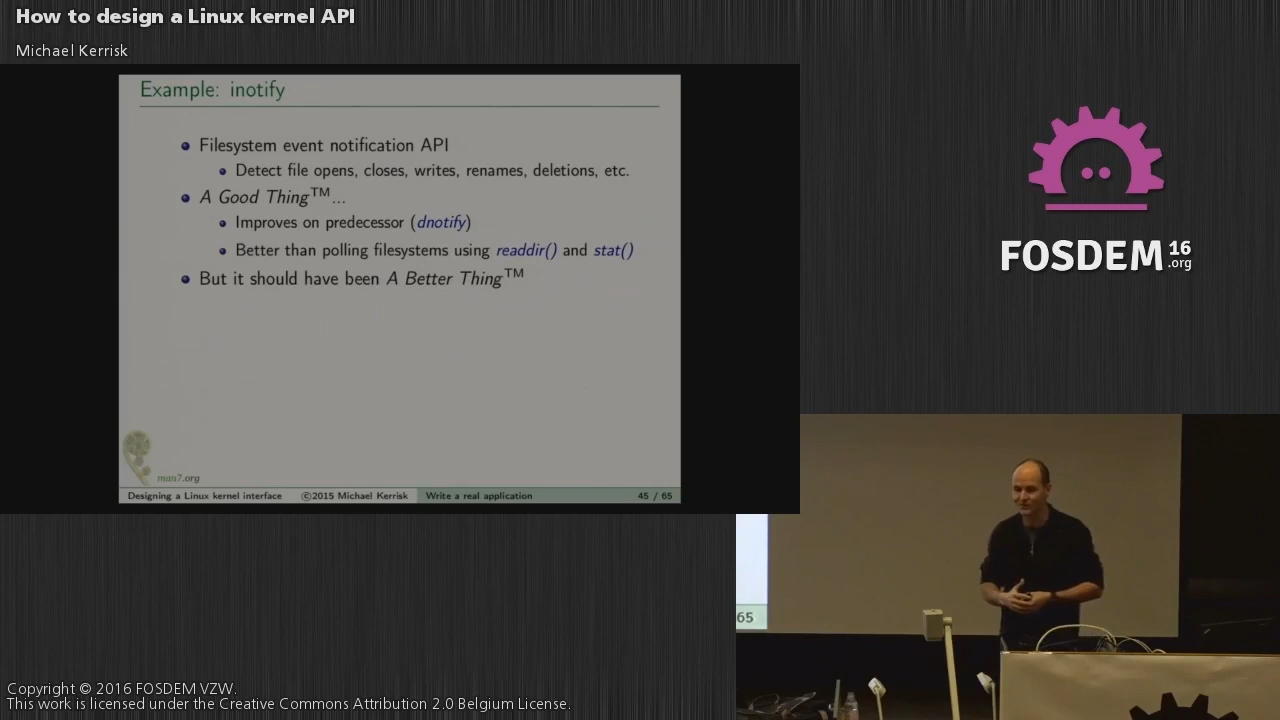 How to design a Linux kernel API
Michael Kerrisk
Example: inotify
Filesystem event notification API
Detect file opens, closes, writes, renames, deletions, etc.
A Good Thing™...
Improves on predecessor (dnotify)
Better than polling filesystems using readdir() and stat()
But it should have been A Better Thing™
man7.org
Designing a Linux kernel interface ©2015 Michael Kerrisk Write a real application 45 / 65
FOSDEM 16 .org
65
Copyright © 2016 FOSDEM VZW.
This work is licensed under the Creative Commons Attribution 2.0 Belgium License.